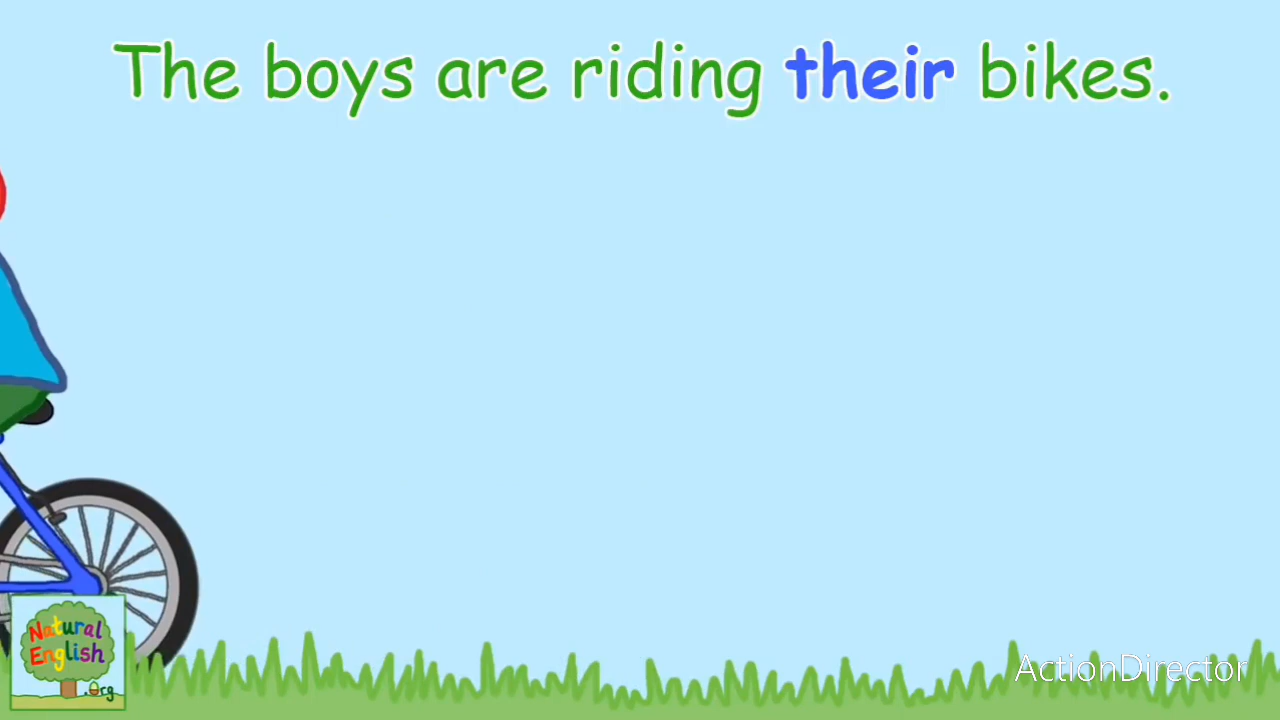 The boys are riding their bikes.
Natural
English
.Org
ActionDirector